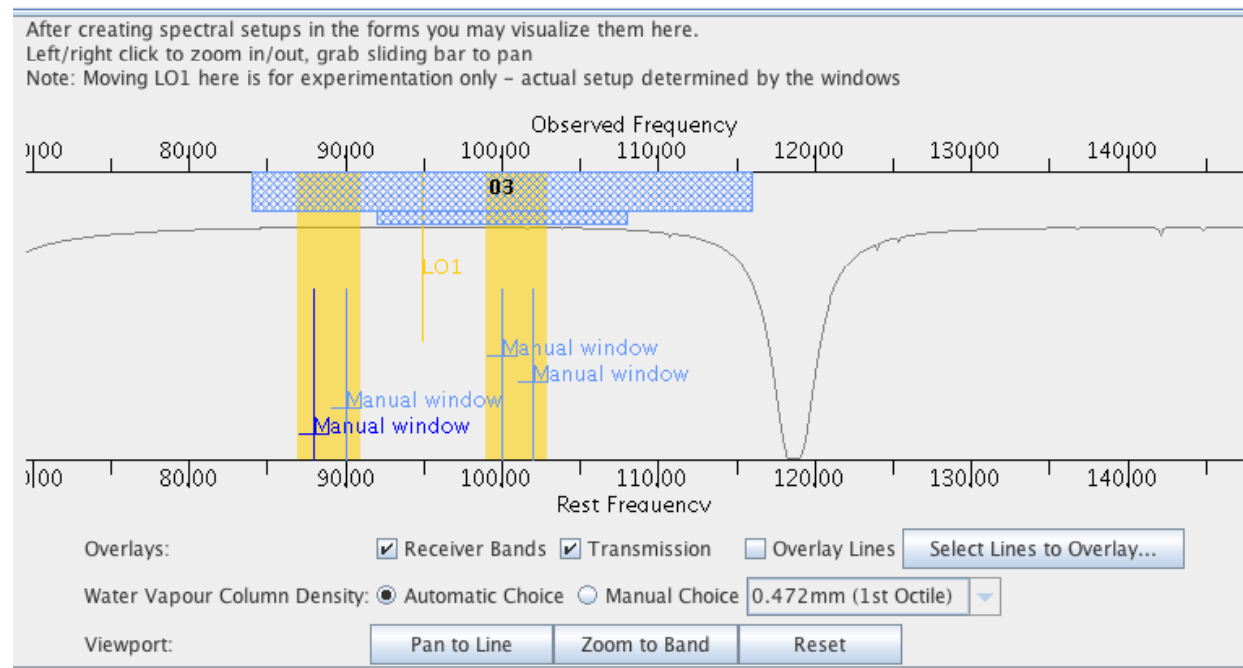 After creating spectral setups in the forms you may visualize them here.
Left/right click to zoom in/out, grab sliding bar to pan
Note: Moving LO1 here is for experimentation only – actual setup determined by the windows
Observed Frequency
80.00 90.00 100.00 110.00 120.00 130.00 140.00
03
LO1
Manual window
Manual window
Manual window
Manual window
80.00 90.00 100.00 110.00 120.00 130.00 140.00
Rest Frequency
Overlays: Receiver Bands Transmission Overlay Lines Select Lines to Overlay...
Water Vapour Column Density: Automatic Choice Manual Choice 0.472mm (1st Octile)
Viewport: Pan to Line Zoom to Band Reset